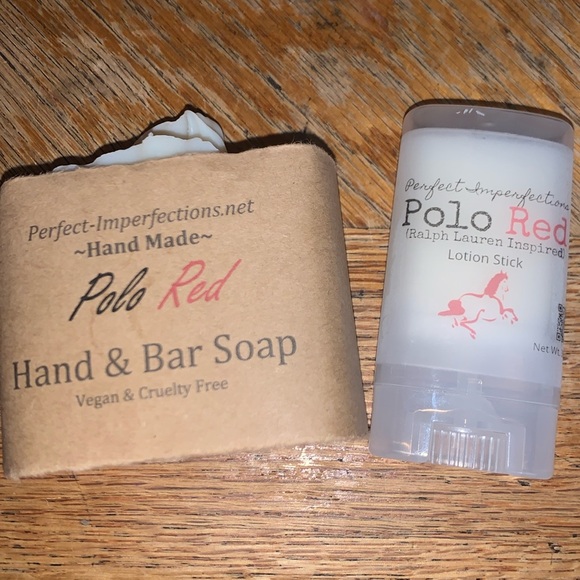 Perfect-Imperfections.net
~Hand Made~
Polo Red
Hand & Bar Soap
Vegan & Cruelty Free
Perfect Imperfections
Polo Red
(Ralph Lauren Inspired)
Lotion Stick
Net